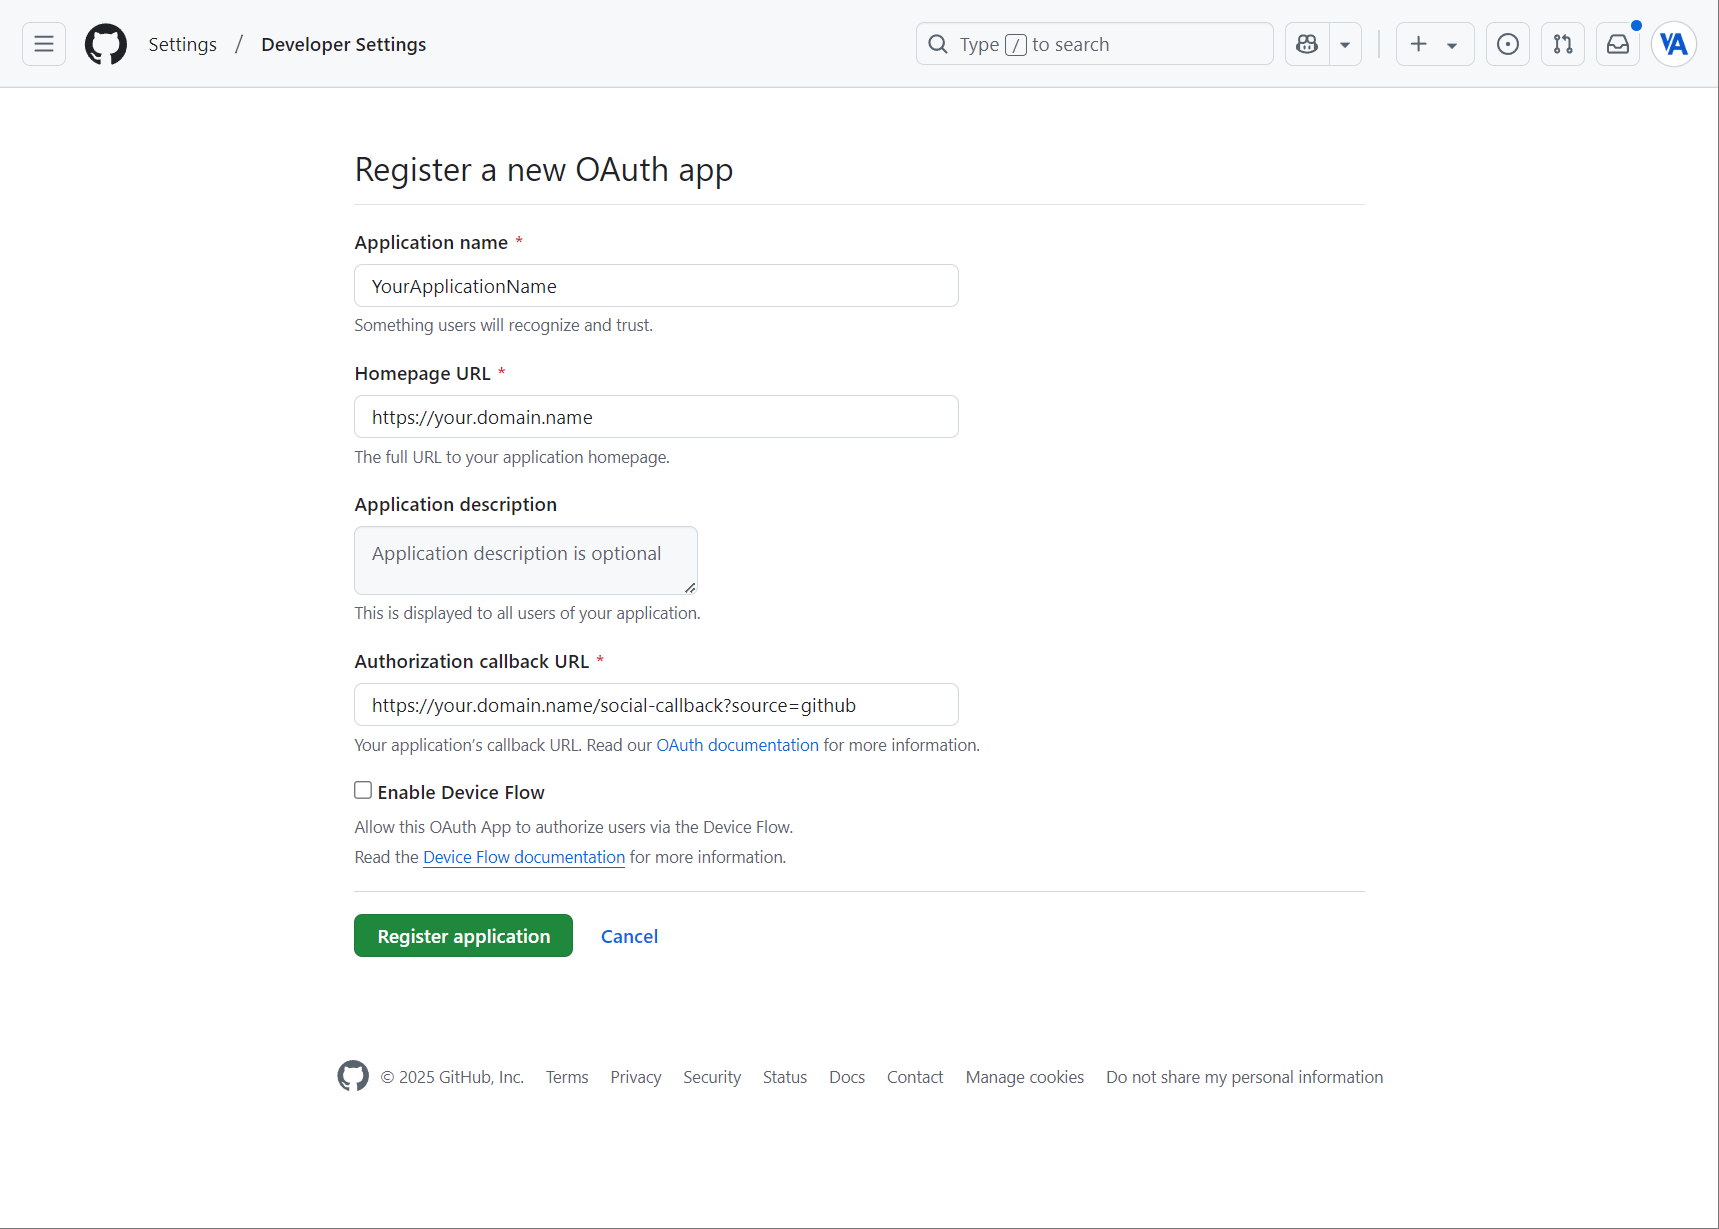 Settings / Developer Settings
Type / to search
VA
Register a new OAuth app
Application name *
YourApplicationName
Something users will recognize and trust.
Homepage URL *
https://your.domain.name
The full URL to your application homepage.
Application description
Application description is optional
This is displayed to all users of your application.
Authorization callback URL *
https://your.domain.name/social-callback?source=github
Your application’s callback URL. Read our OAuth documentation for more information.
Enable Device Flow
Allow this OAuth App to authorize users via the Device Flow.
Read the Device Flow documentation for more information.
Register application Cancel
© 2025 GitHub, Inc. Terms Privacy Security Status Docs Contact Manage cookies Do not share my personal information